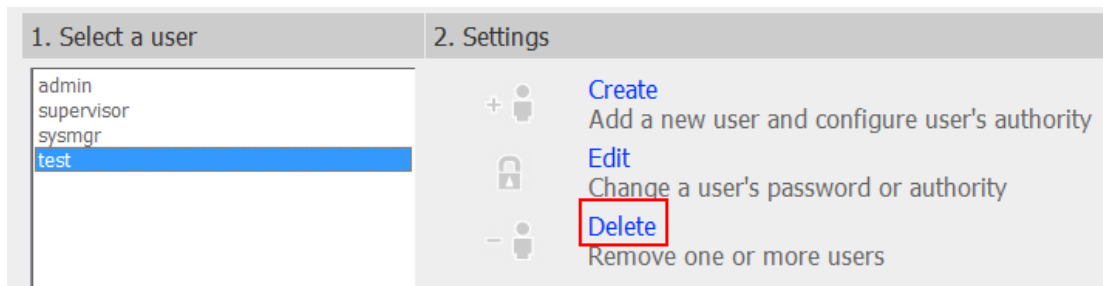 1. Select a user
2. Settings
admin
supervisor
sysmgr
test
Create
Add a new user and configure user's authority
Edit
Change a user's password or authority
Delete
Remove one or more users